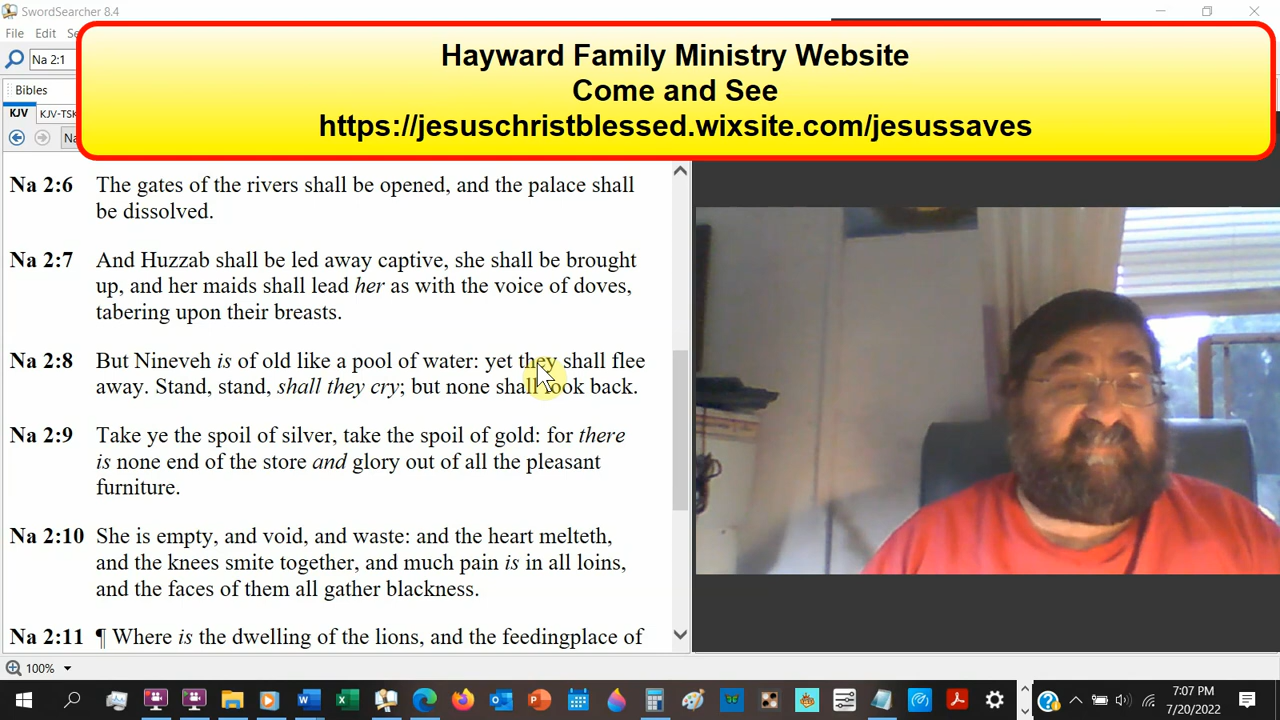 SwordSearcher 8.4
File Edit Se
Na 2:1
Hayward Family Ministry Website
Come and See
https://jesuschristblessed.wixsite.com/jesussaves
Bibles
KJV KJV-TSK
Na
Na 2:6 The gates of the rivers shall be opened, and the palace shall
be dissolved.
Na 2:7 And Huzzab shall be led away captive, she shall be brought
up, and her maids shall lead her as with the voice of doves,
tabering upon their breasts.
Na 2:8 But Nineveh is of old like a pool of water: yet they shall flee
away. Stand, stand, shall they cry; but none shall look back.
Na 2:9 Take ye the spoil of silver, take the spoil of gold: for there
is none end of the store and glory out of all the pleasant
furniture.
Na 2:10 She is empty, and void, and waste: and the heart melteth,
and the knees smite together, and much pain is in all loins,
and the faces of them all gather blackness.
Na 2:11 ¶ Where is the dwelling of the lions, and the feedingplace of
100%
7:07 PM
7/20/2022